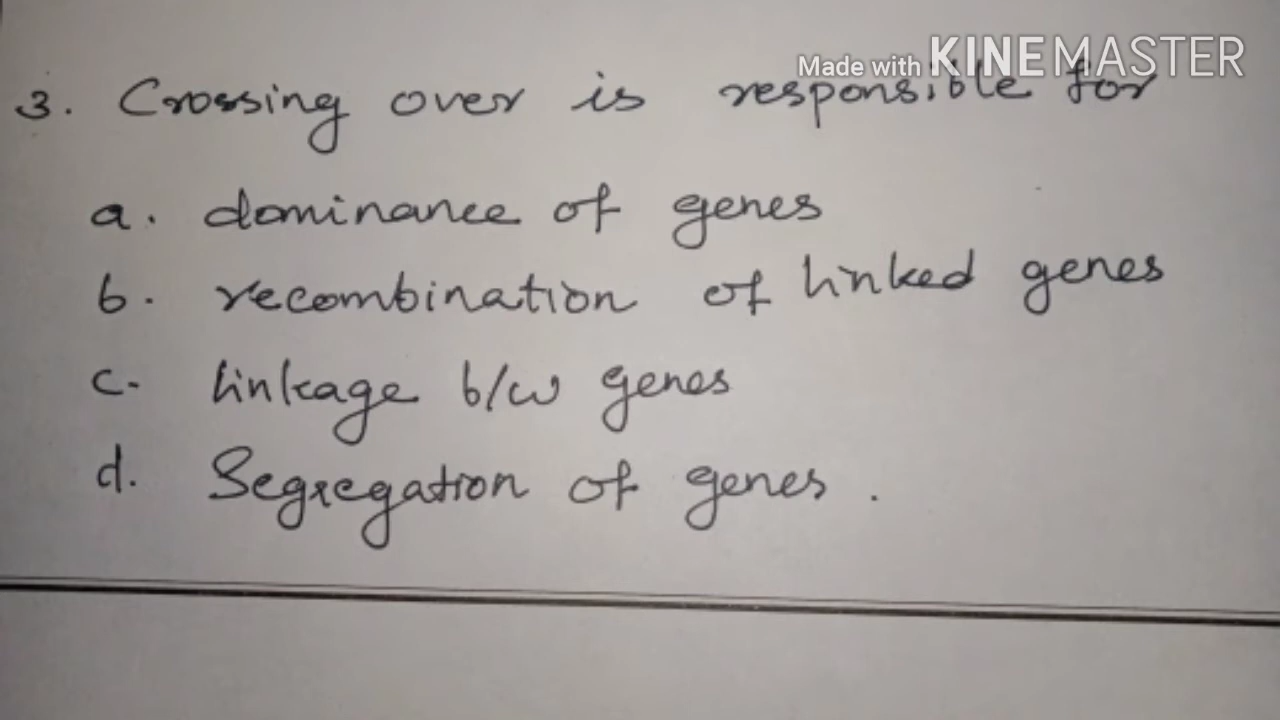 Made with KINEMASTER
3. Crossing over is responsible for
a. dominance of genes
b. recombination of linked genes
c. linkage b/w genes
d. Segregation of genes.